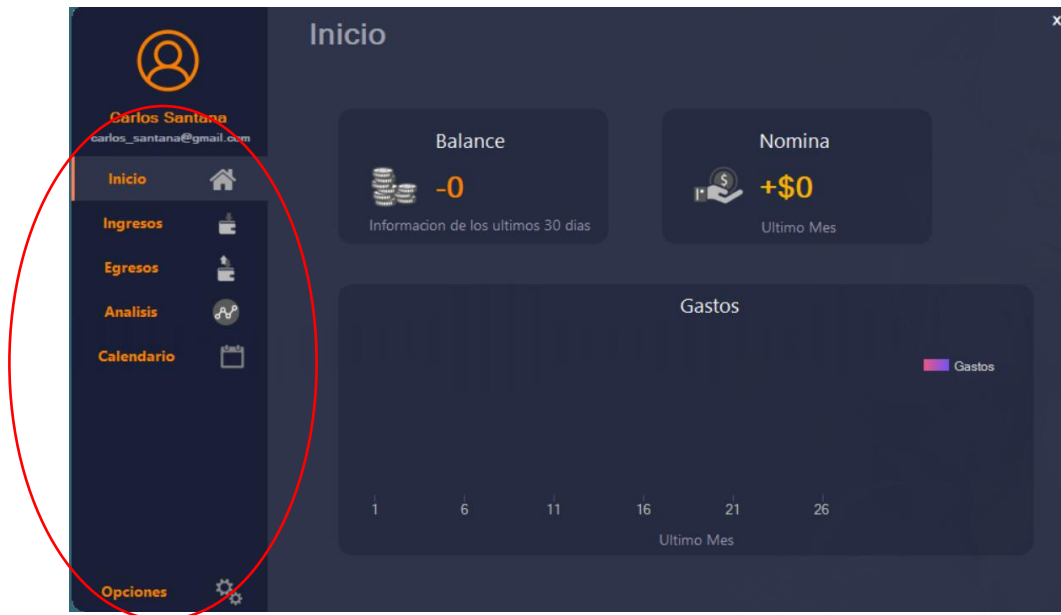 Inicio
x
Carlos Santana
carlos_santana@gmail.com
Inicio
Ingresos
Egresos
Analisis
Calendario
Opciones
Balance
-0
Informacion de los ultimos 30 dias
Nomina
$
+$0
Ultimo Mes
Gastos
Gastos
1 6 11 16 21 26
Ultimo Mes